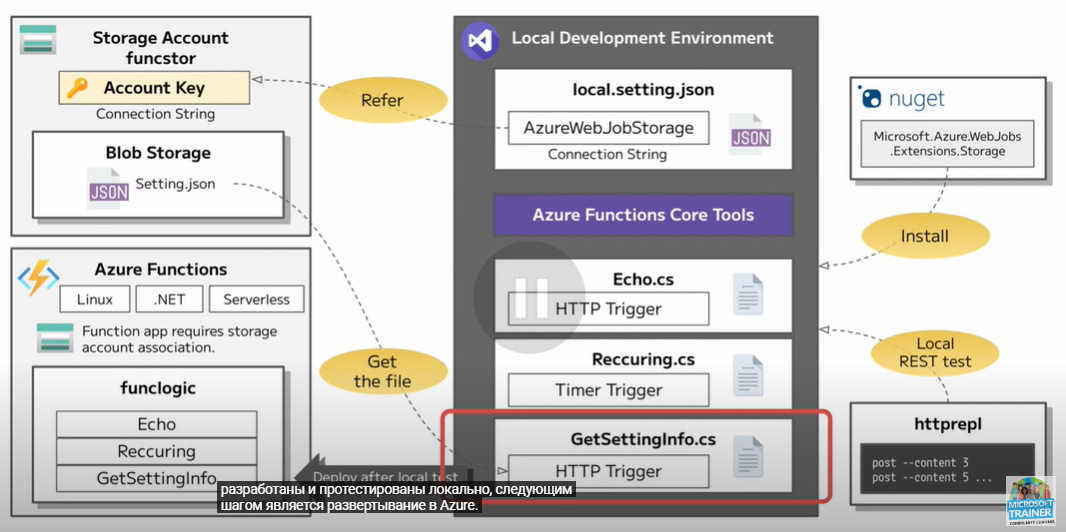 Storage Account
funcstor
Account Key
Connection String
Blob Storage
JSON
Setting.json
Azure Functions
Linux
.NET
Serverless
Function app requires storage
account association.
funclogic
Echo
Reccuring
GetSettingInfo
Refer
Get
the file
Deploy after local test
Local Development Environment
local.setting.json
AzureWebJobStorage
JSON
Connection String
Azure Functions Core Tools
Echo.cs
HTTP Trigger
Reccuring.cs
Timer Trigger
GetSettingInfo.cs
HTTP Trigger
nuget
Microsoft.Azure.WebJobs
.Extensions.Storage
Install
Local
REST test
httprepl
post --content 3
post --content 5 ...
разработаны и протестированы локально, следующим
шагом является развертывание в Azure.
MICROSOFT
TRAINER
COMMUNITY CHANNEL